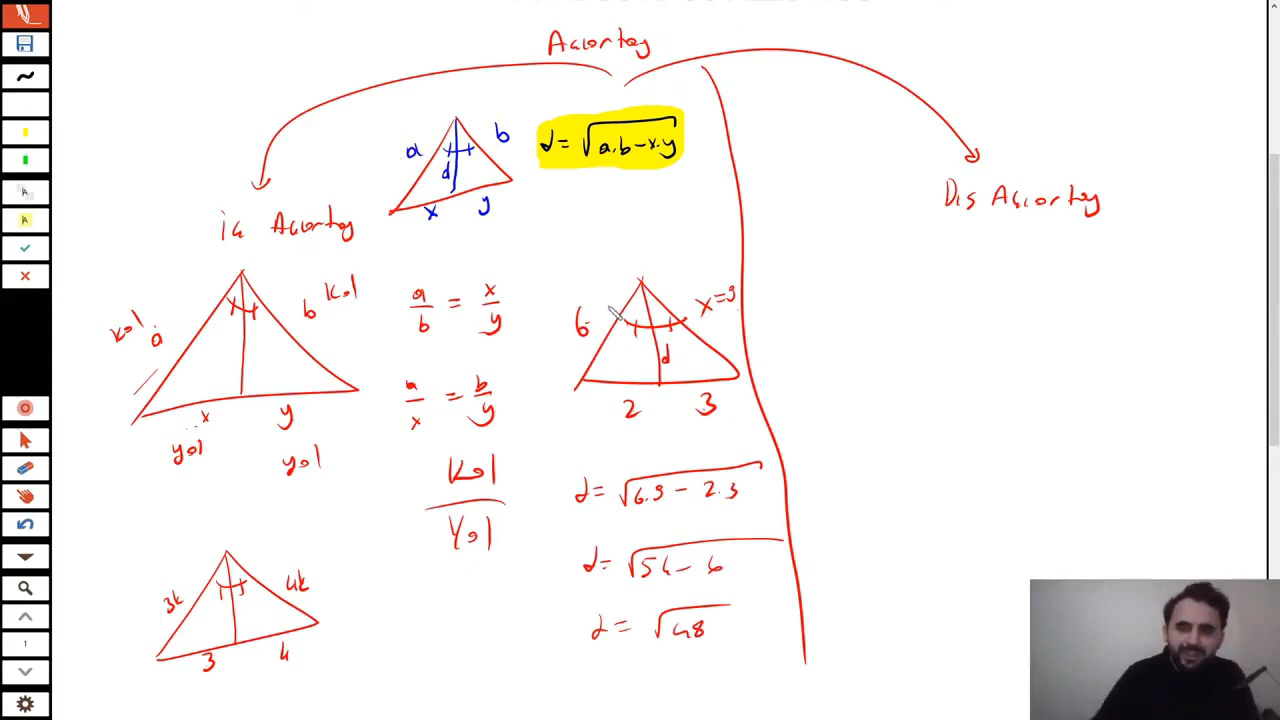 Açıortay
a b
d
x y
d = √a.b-x.y
İç Açıortay
Dış Açıortay
kol a
b kol
x y
yol yol
a/b = x/y
a/x = b/y
Kol
Yol
6 x=9
d
2 3
d = √6.9 - 2.3
d = √54 - 6
d = √48
3k 4k
3 4
1